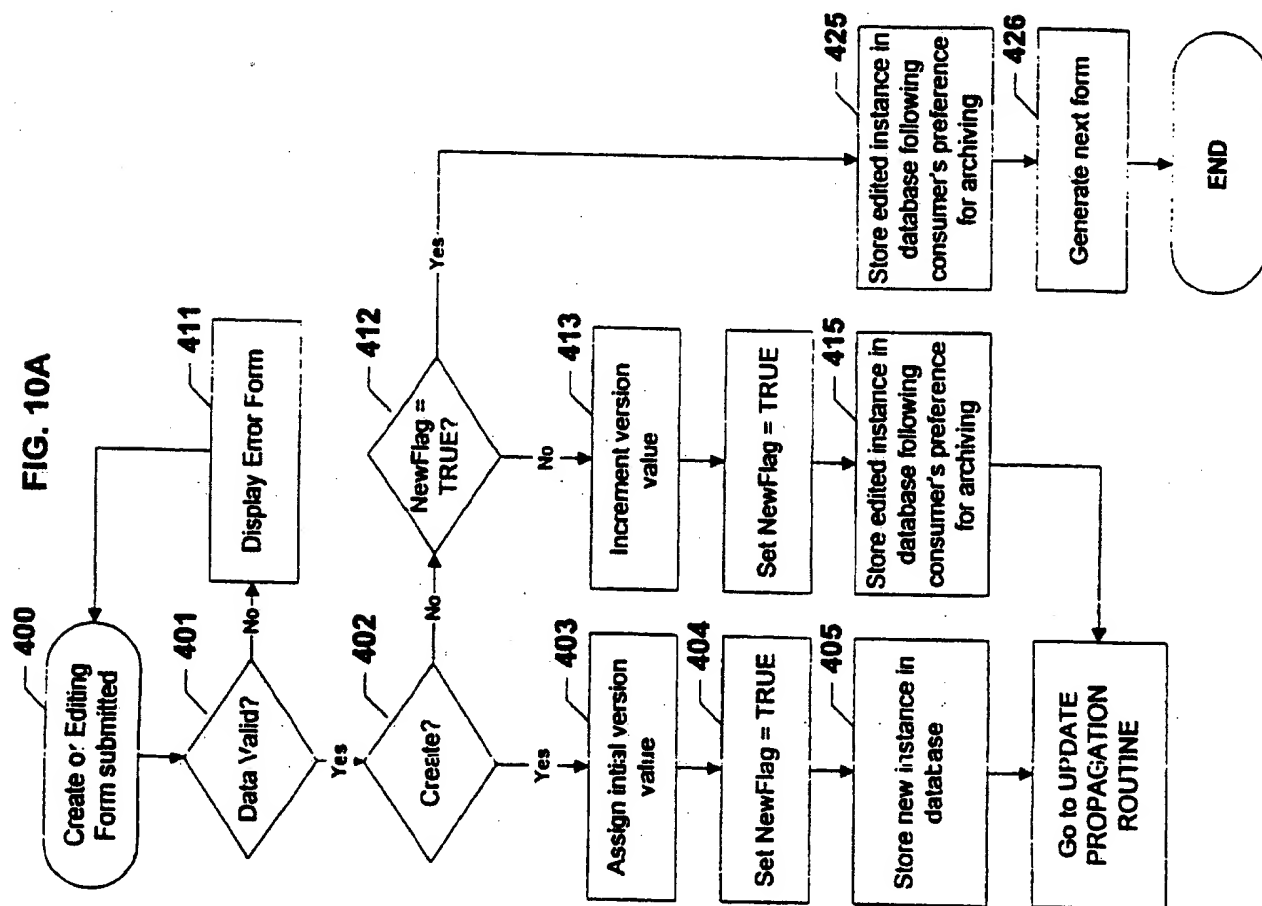 FIG. 10A
400
Create or Editing
Form submitted
401
Data Valid?
No
411
Display Error Form
Yes
402
Create?
No
412
NewFlag =
TRUE?
Yes
Yes
403
Assign initial version
value
404
Set NewFlag = TRUE
405
Store new instance in
database
Go to UPDATE
PROPAGATION
ROUTINE
No
413
Increment version
value
Set NewFlag = TRUE
415
Store edited instance in
database following
consumer's preference
for archiving
425
Store edited instance in
database following
consumer's preference
for archiving
426
Generate next form
END